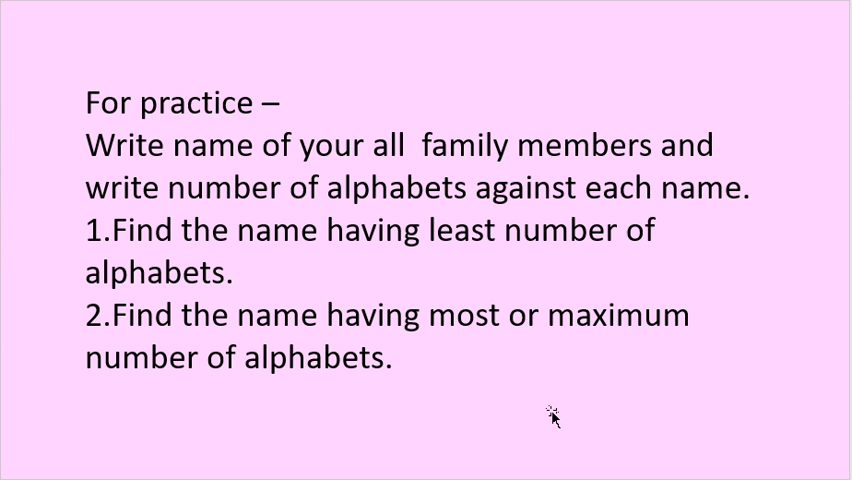 For practice –
Write name of your all  family members and
write number of alphabets against each name.
1.Find the name having least number of
alphabets.
2.Find the name having most or maximum
number of alphabets.